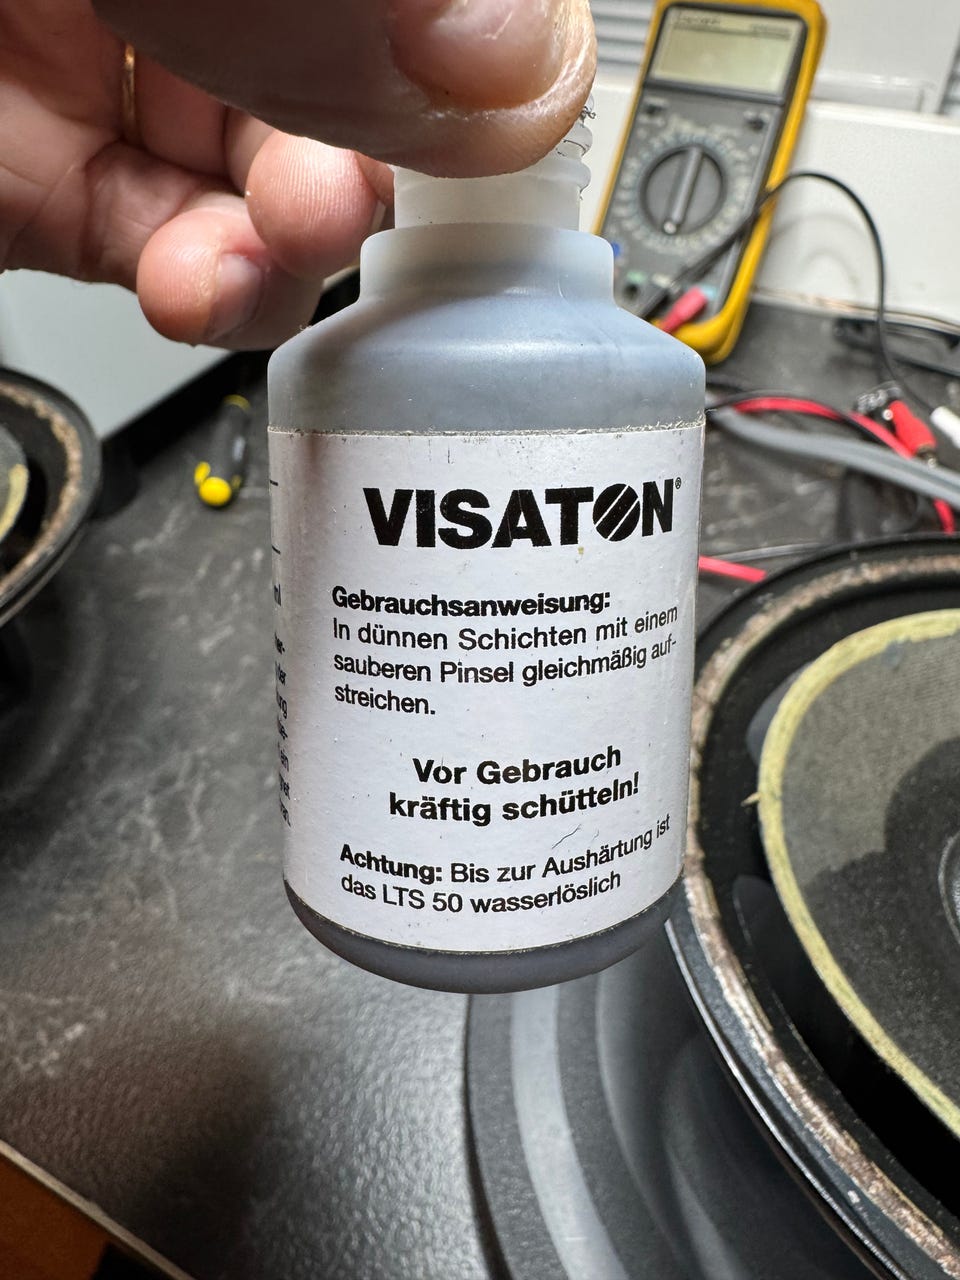 VISATON®
Gebrauchsanweisung:
In dünnen Schichten mit einem
sauberen Pinsel gleichmäßig auf-
streichen.
Vor Gebrauch
kräftig schütteln!
Achtung: Bis zur Aushärtung ist
das LTS 50 wasserlöslich